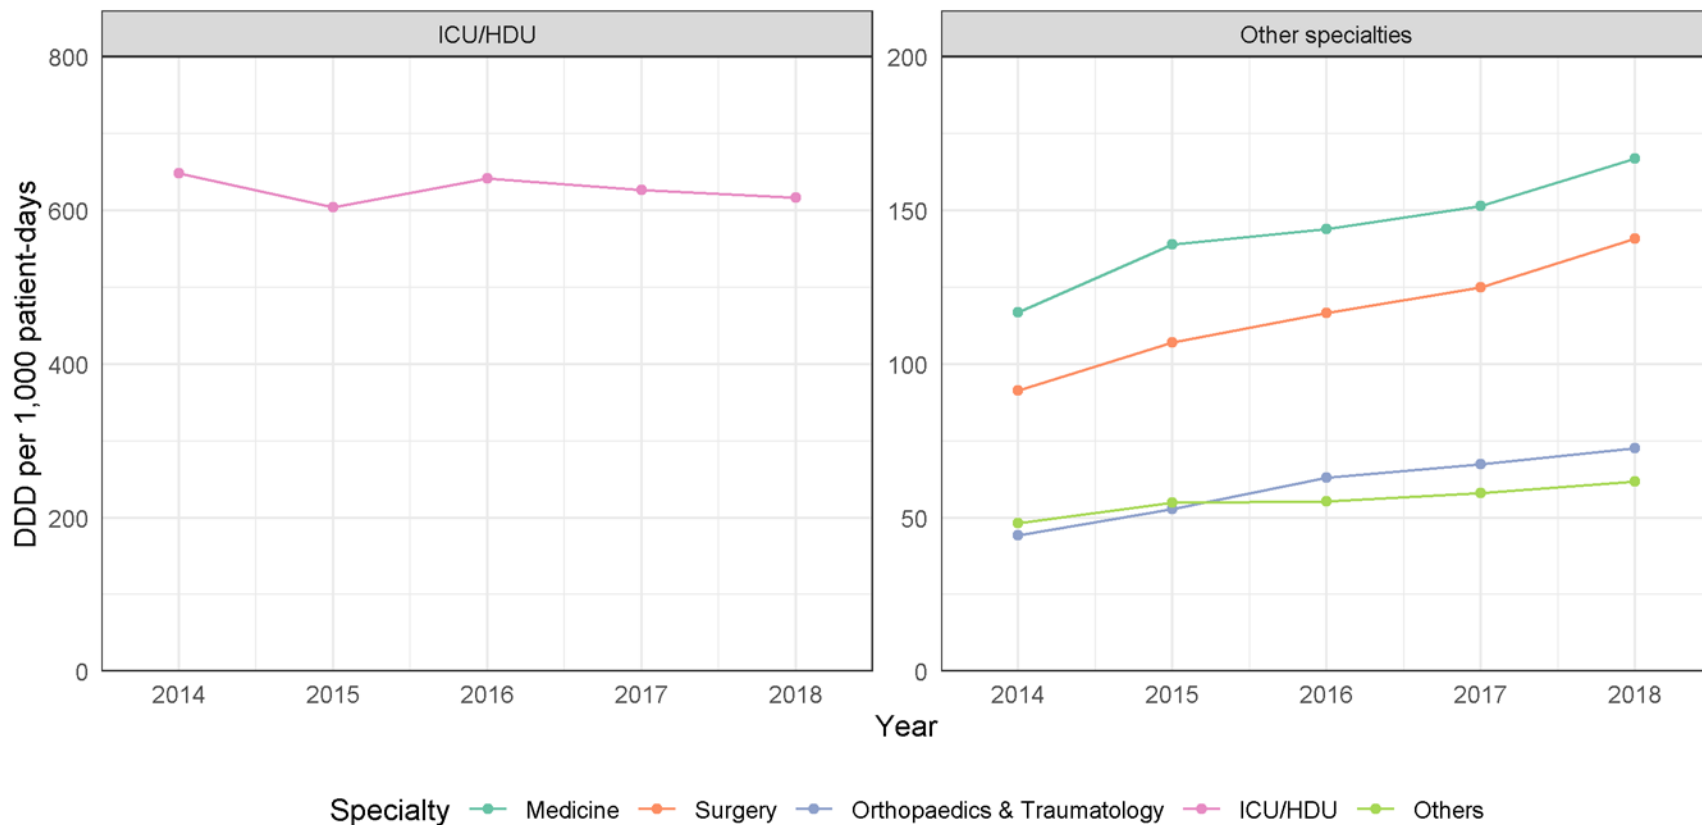 ICU/HDU
Other specialties
DDD per 1,000 patient-days
800
600
400
200
0
200
150
100
50
0
2014 2015 2016 2017 2018
2014 2015 2016 2017 2018
Year
Specialty Medicine Surgery Orthopaedics & Traumatology ICU/HDU Others